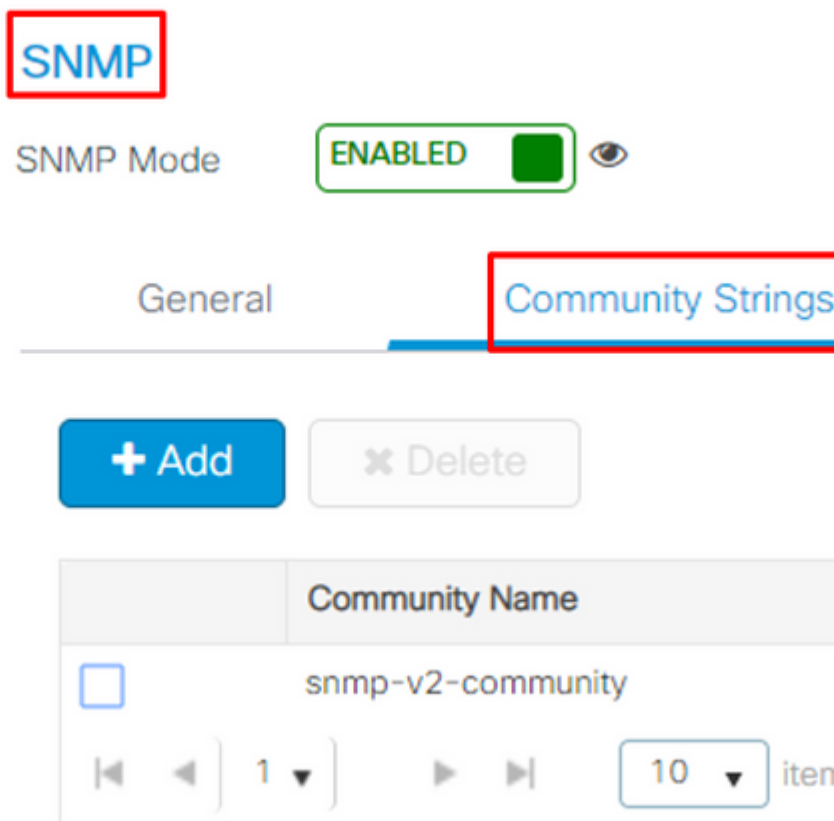 SNMP
SNMP Mode
ENABLED
General
Community Strings
Add
Delete
Community Name
snmp-v2-community
1
10